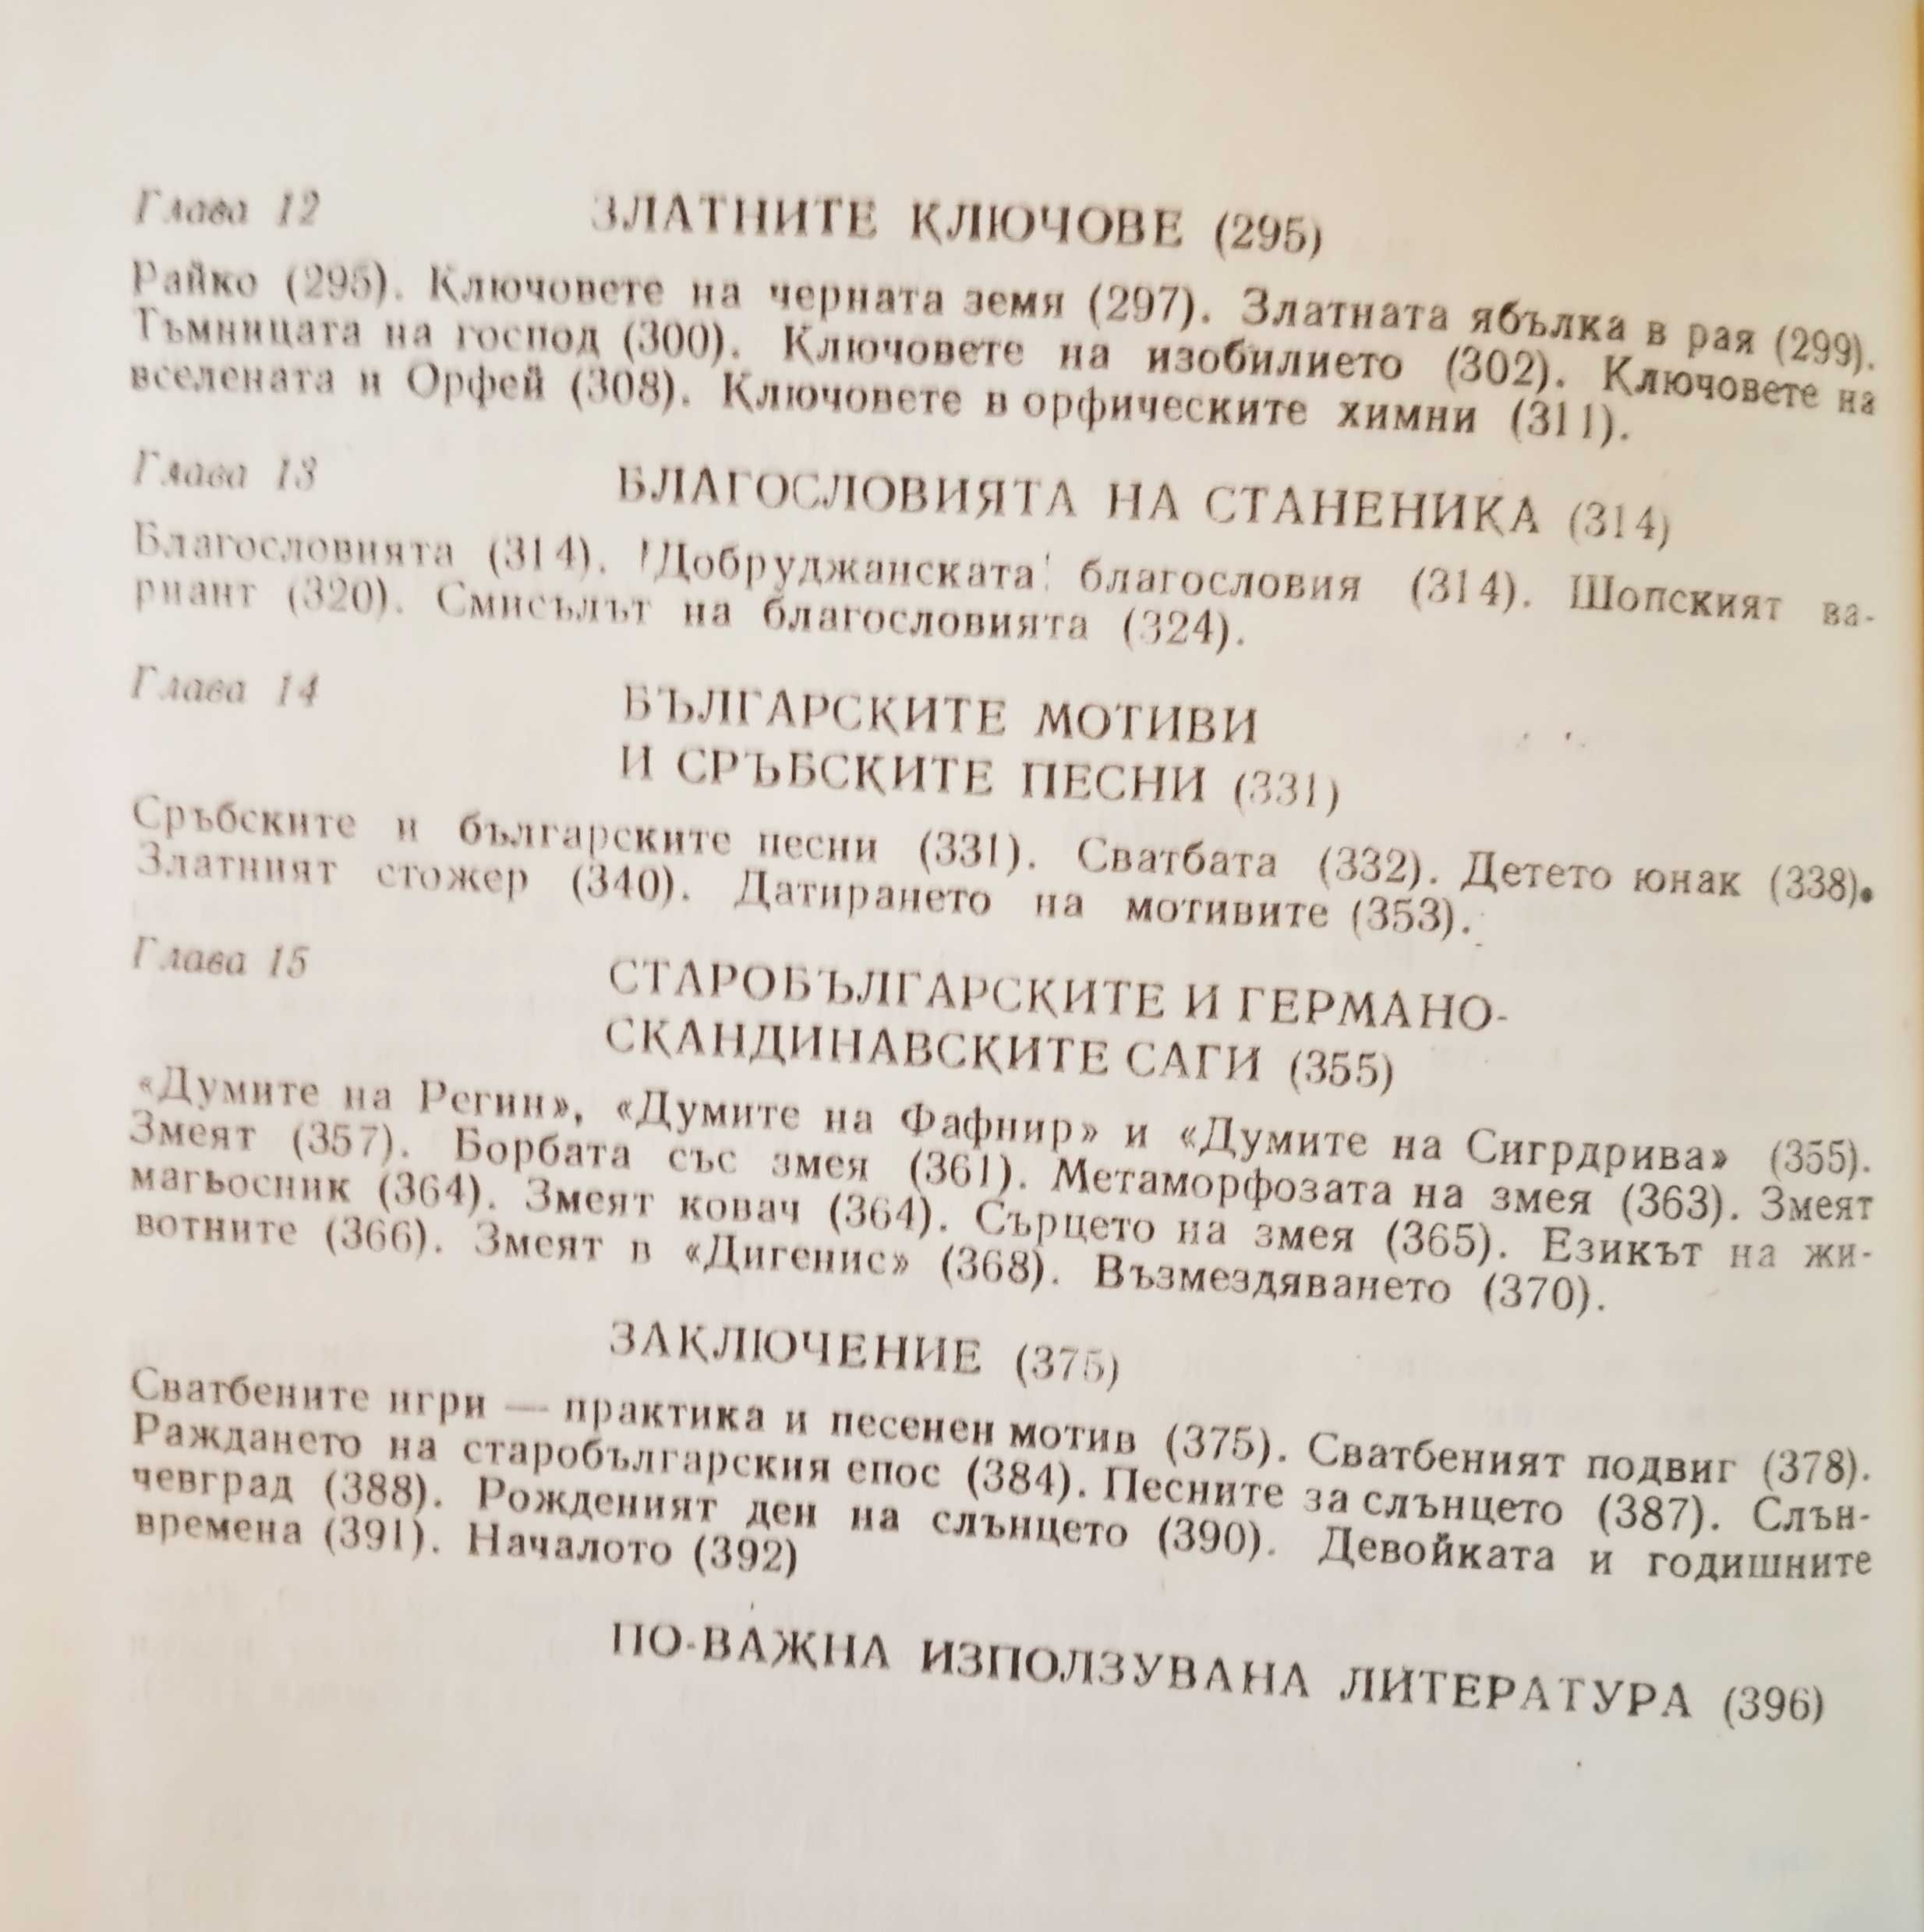 Глава 12 ЗЛАТНИТЕ КЛЮЧОВЕ (295)
Райко (295). Ключовете на черната земя (297). Златната ябълка в рая (299).
Тъмницата на господ (300). Ключовете на изобилието (302). Ключовете на
вселената и Орфей (308). Ключовете в орфическите химни (311).
Глава 13 БЛАГОСЛОВИЯТА НА СТАНЕНИКА (314)
Благословията (314). Добруджанската благословия (314). Шопският ва-
риант (320). Смисълът на благословията (324).
Глава 14 БЪЛГАРСКИТЕ МОТИВИ
И СРЪБСКИТЕ ПЕСНИ (331)
Сръбските и българските песни (331). Сватбата (332). Детето юнак (338).
Златният стожер (340). Датирането на мотивите (353).
Глава 15 СТАРОБЪЛГАРСКИТЕ И ГЕРМАНО-
СКАНДИНАВСКИТЕ САГИ (355)
«Думите на Регин», «Думите на Фафнир» и «Думите на Сигрдрива» (355).
Змеят (357). Борбата със змея (361). Метаморфозата на змея (363). Змеят
магьосник (364). Змеят ковач (364). Сърцето на змея (365). Езикът на жи-
вотните (366). Змеят в «Дигенис» (368). Възмездяването (370).
ЗАКЛЮЧЕНИЕ (375)
Сватбените игри — практика и песенен мотив (375). Сватбеният подвиг (378).
Раждането на старобългарския епос (384). Песните за слънцето (387). Слън-
чевград (388). Рожденият ден на слънцето (390). Девойката и годишните
времена (391). Началото (392)
ПО-ВАЖНА ИЗПОЛЗУВАНА ЛИТЕРАТУРА (396)